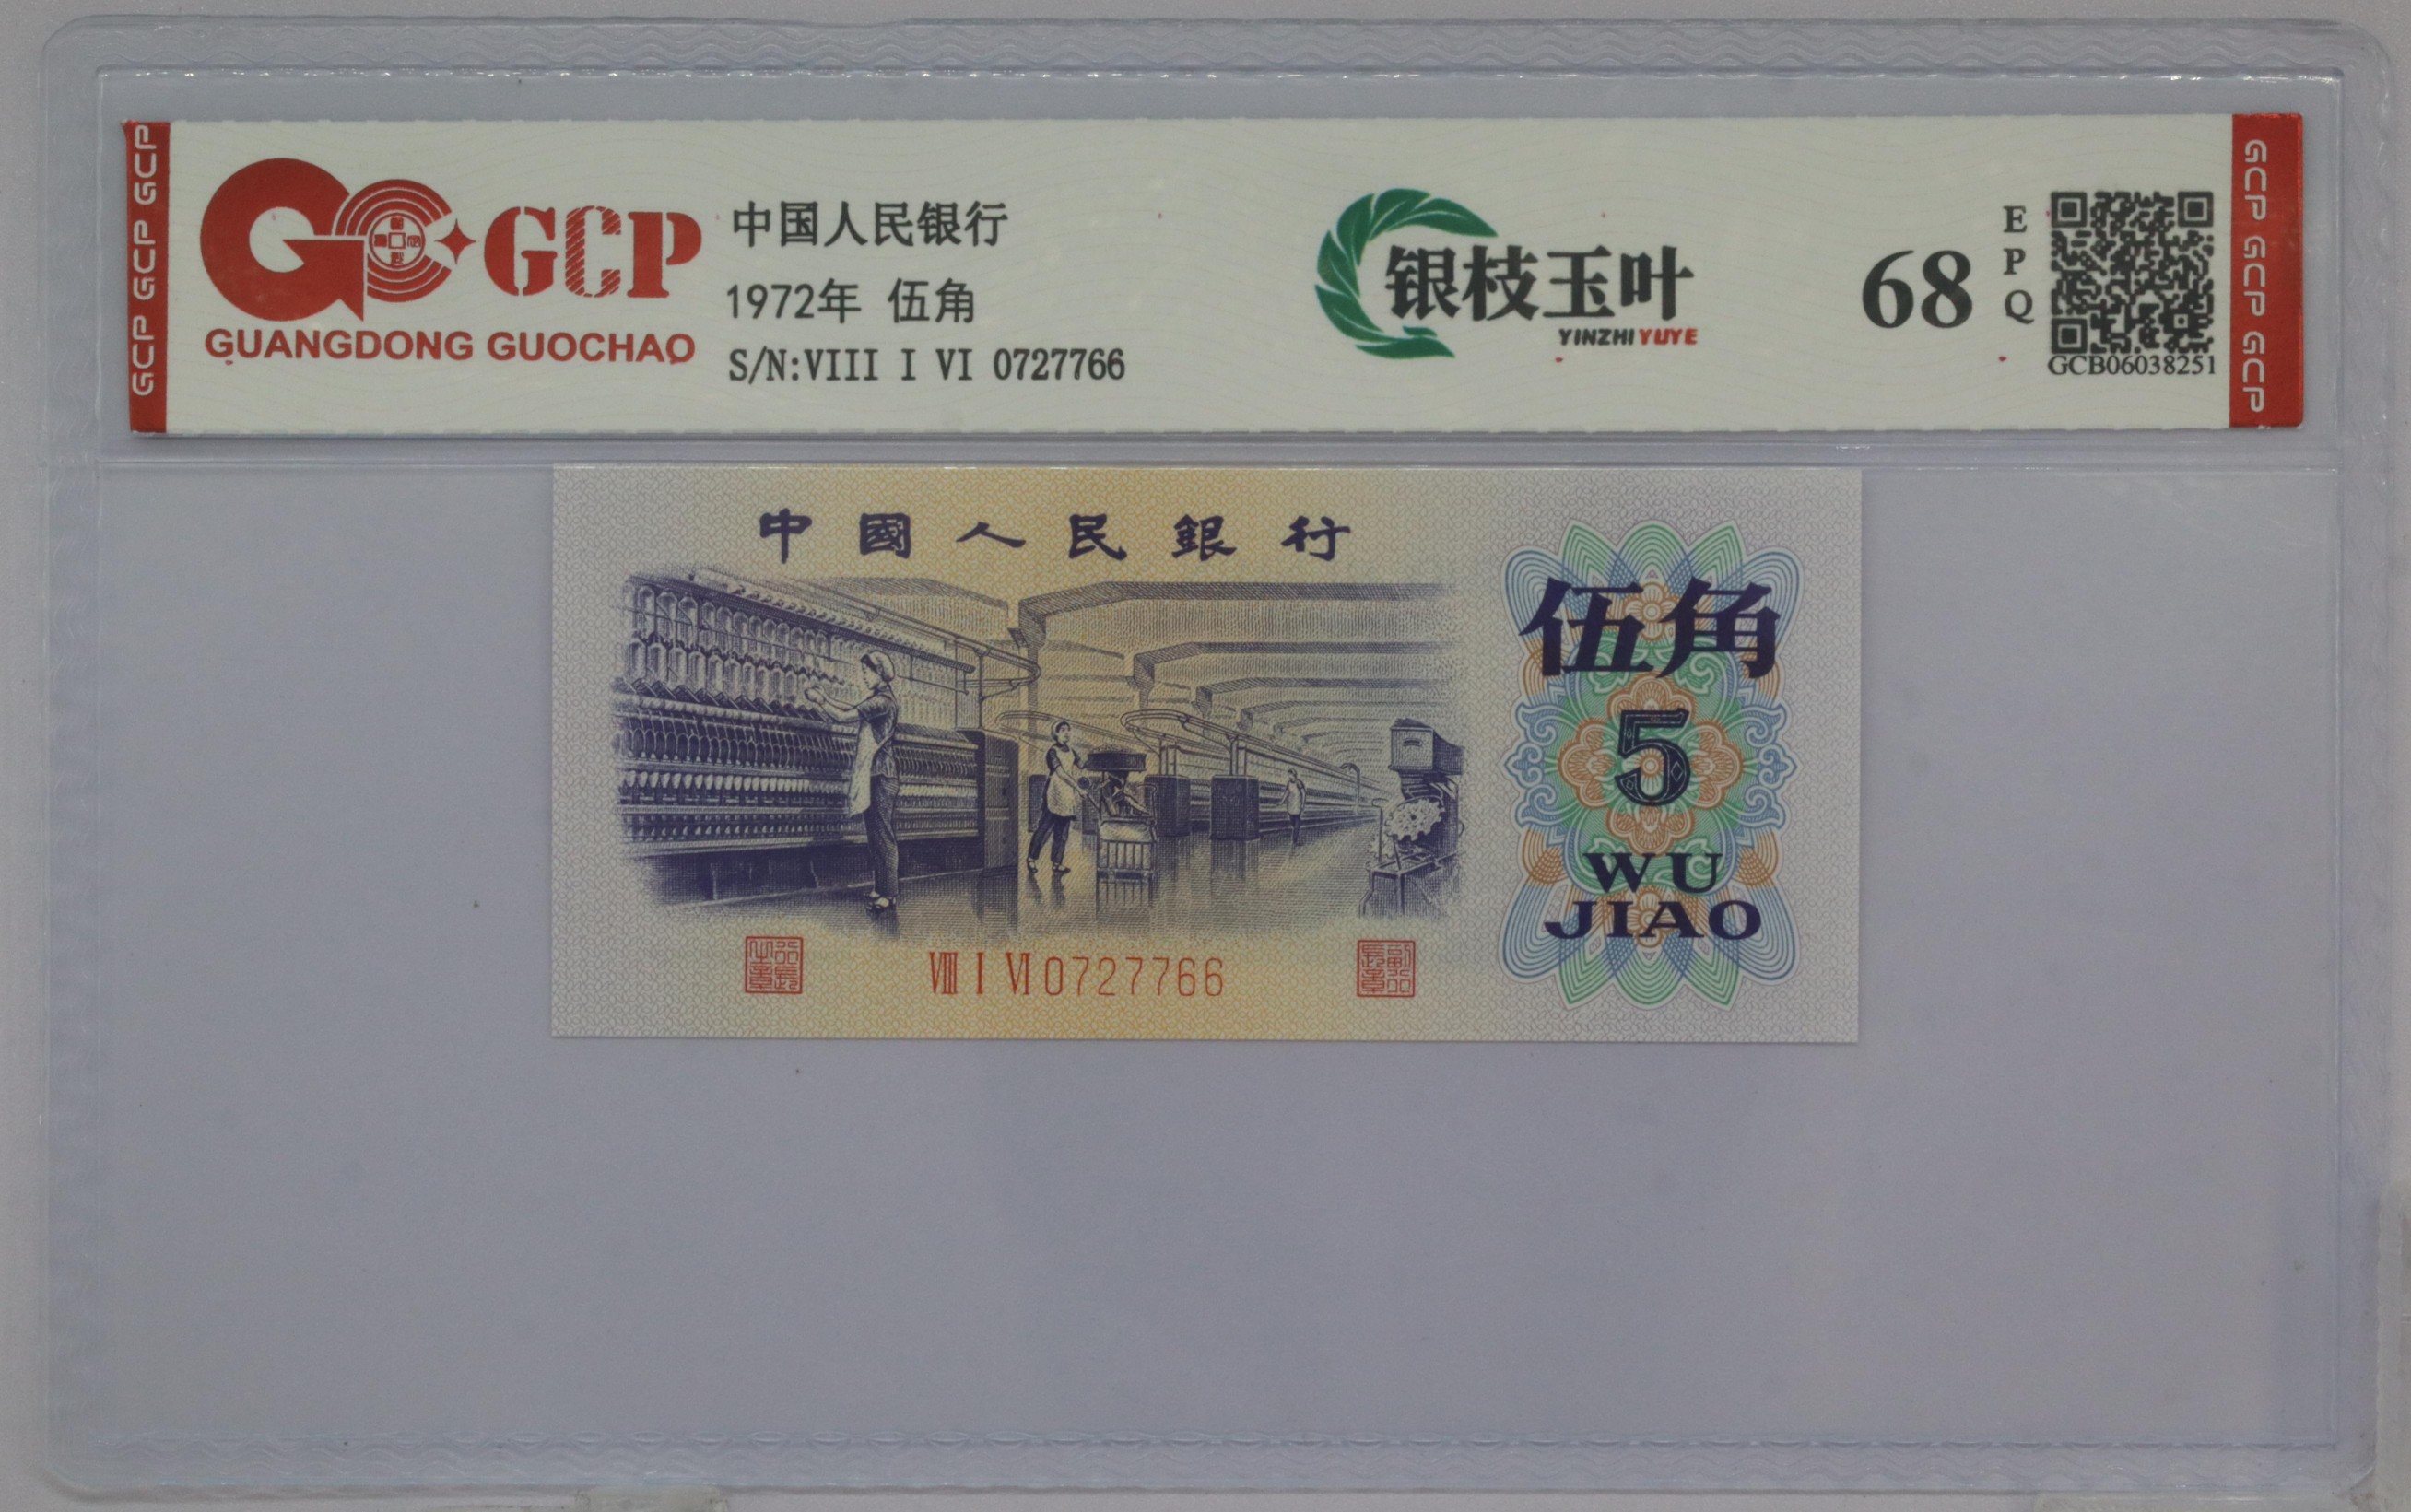 GCP GCP GCP
GCP
GUANGDONG GUOCHAO
中国人民银行
1972年 伍角
S/N:VIII I VI 0727766
银枝玉叶
YINZHI YUYE
68
EPQ
GCB06038251
GCP GCP GCP
中國人民銀行
伍角
5
WU
JIAO
VIII I VI 0727766